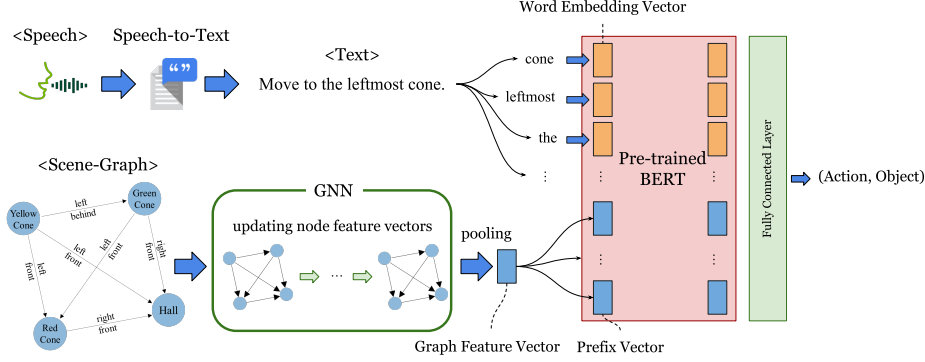 Word Embedding Vector
<Speech>
Speech-to-Text
<Text>
Move to the leftmost cone.
cone
leftmost
the
...
Pre-trained
BERT
...
...
...
...
Fully Connected Layer
(Action, Object)
<Scene-Graph>
Yellow
Cone
Green
Cone
Red
Cone
Hall
left
behind
left
front
left
front
left
front
right
front
right
front
GNN
updating node feature vectors
...
pooling
Graph Feature Vector
Prefix Vector